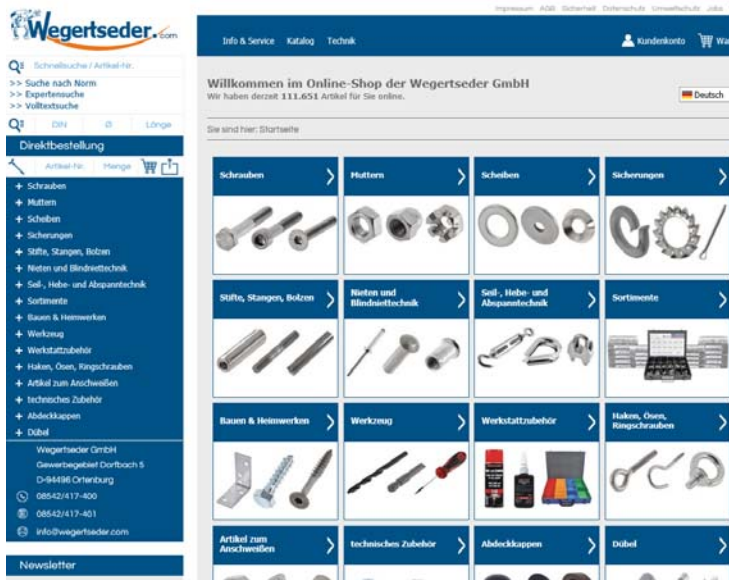 Impressum AGB Sicherheit Datenschutz Umweltschutz Jobs
Wegertseder.com
Info & Service Katalog Technik
Kundenkonto
Schnellsuche / Artikel-Nr.
>> Suche nach Norm
>> Expertensuche
>> Volltextsuche
DIN Ø Länge
Direktbestellung
Artikel-Nr. Menge
+ Schrauben
+ Muttern
+ Scheiben
+ Sicherungen
+ Stifte, Stangen, Bolzen
+ Nieten und Blindniettechnik
+ Seil-, Hebe- und Abspanntechnik
+ Sortimente
+ Bauen & Heimwerken
+ Werkzeug
+ Werkstattzubehör
+ Haken, Ösen, Ringschrauben
+ Artikel zum Anschweißen
+ technisches Zubehör
+ Abdeckkappen
+ Dübel
Wegertseder GmbH
Gewerbegebiet Dorfbach 5
D-94496 Ortenburg
08542/417-400
08542/417-401
info@wegertseder.com
Newsletter
Willkommen im Online-Shop der Wegertseder GmbH
Wir haben derzeit 111.651 Artikel für Sie online.
Deutsch
Sie sind hier: Startseite
Schrauben
Muttern
Scheiben
Sicherungen
Stifte, Stangen, Bolzen
Nieten und
Blindniettechnik
Seil-, Hebe- und
Abspanntechnik
Sortimente
Bauen & Heimwerken
Werkzeug
Werkstattzubehör
Haken, Ösen,
Ringschrauben
Artikel zum
Anschweißen
technisches Zubehör
Abdeckkappen
Dübel